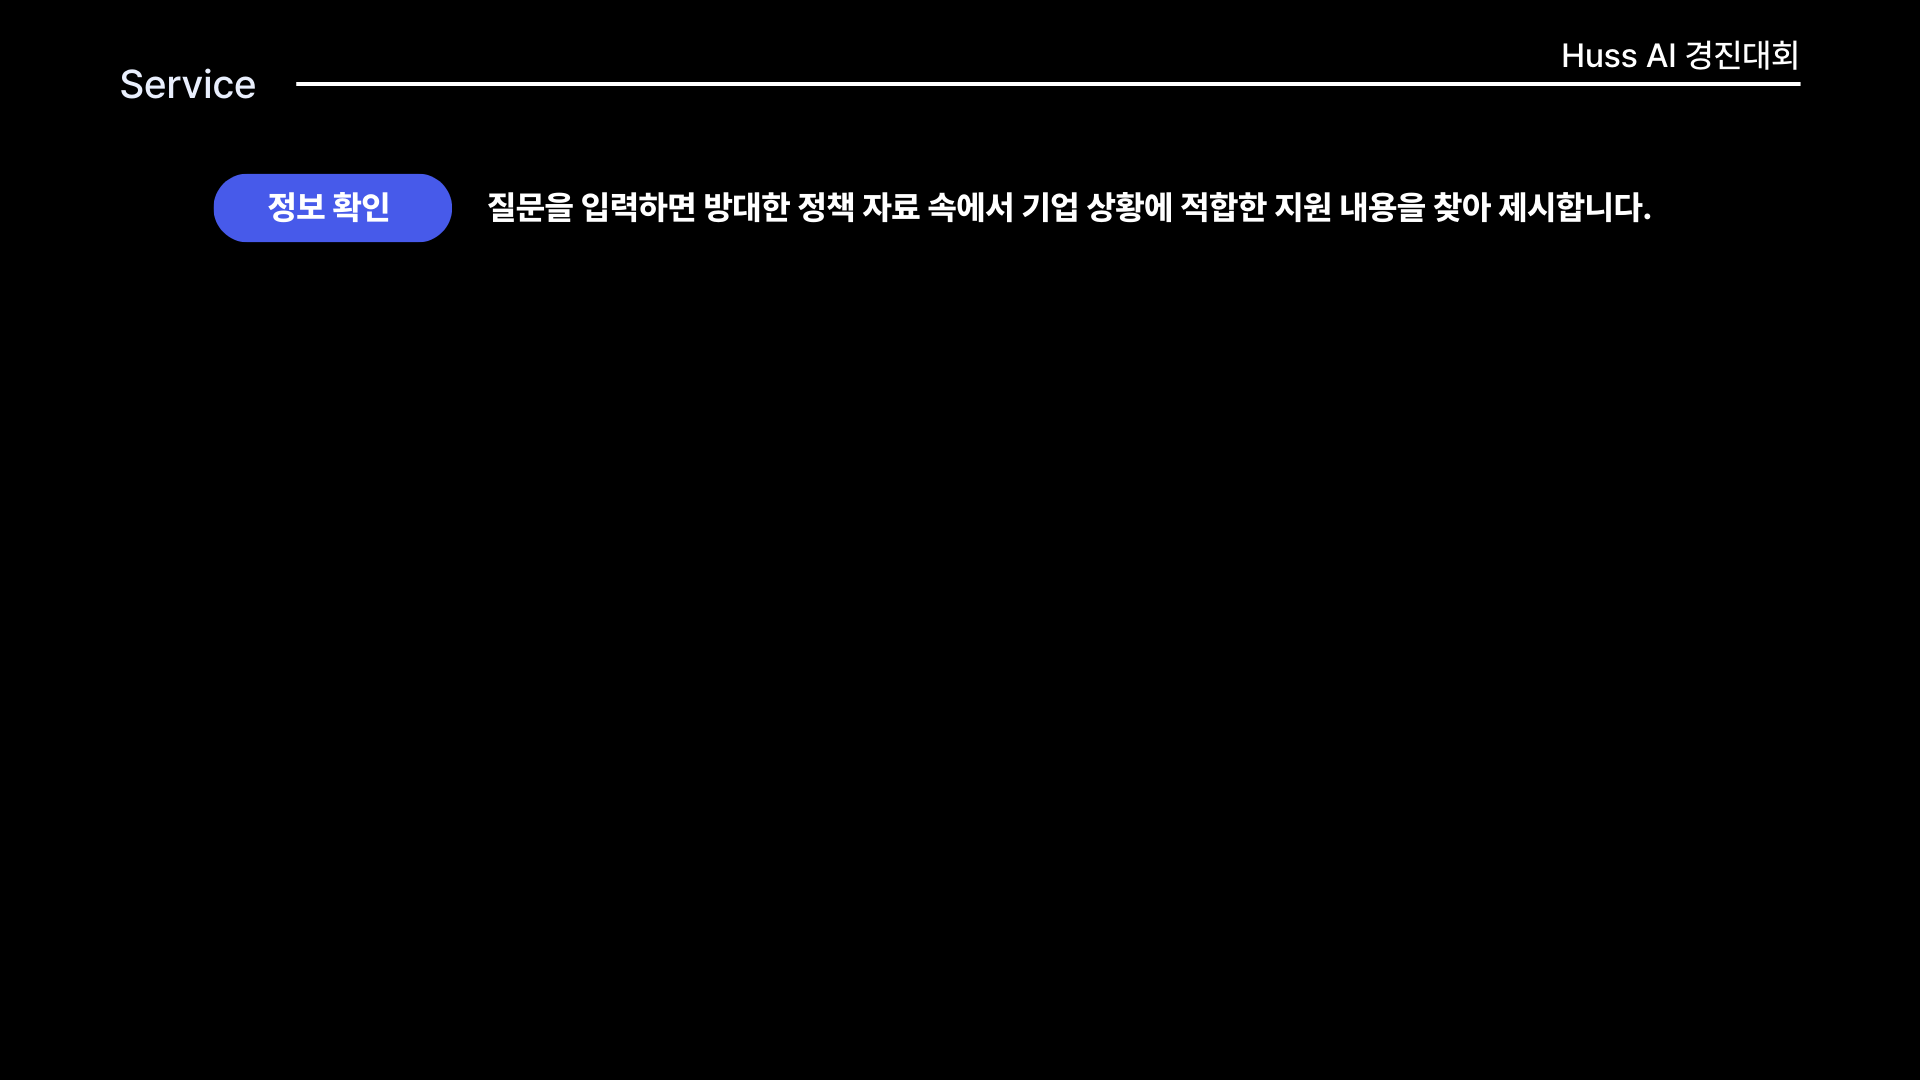 Huss AI 경진대회
Service
정보 확인
질문을 입력하면 방대한 정책 자료 속에서 기업 상황에 적합한 지원 내용을 찾아 제시합니다.